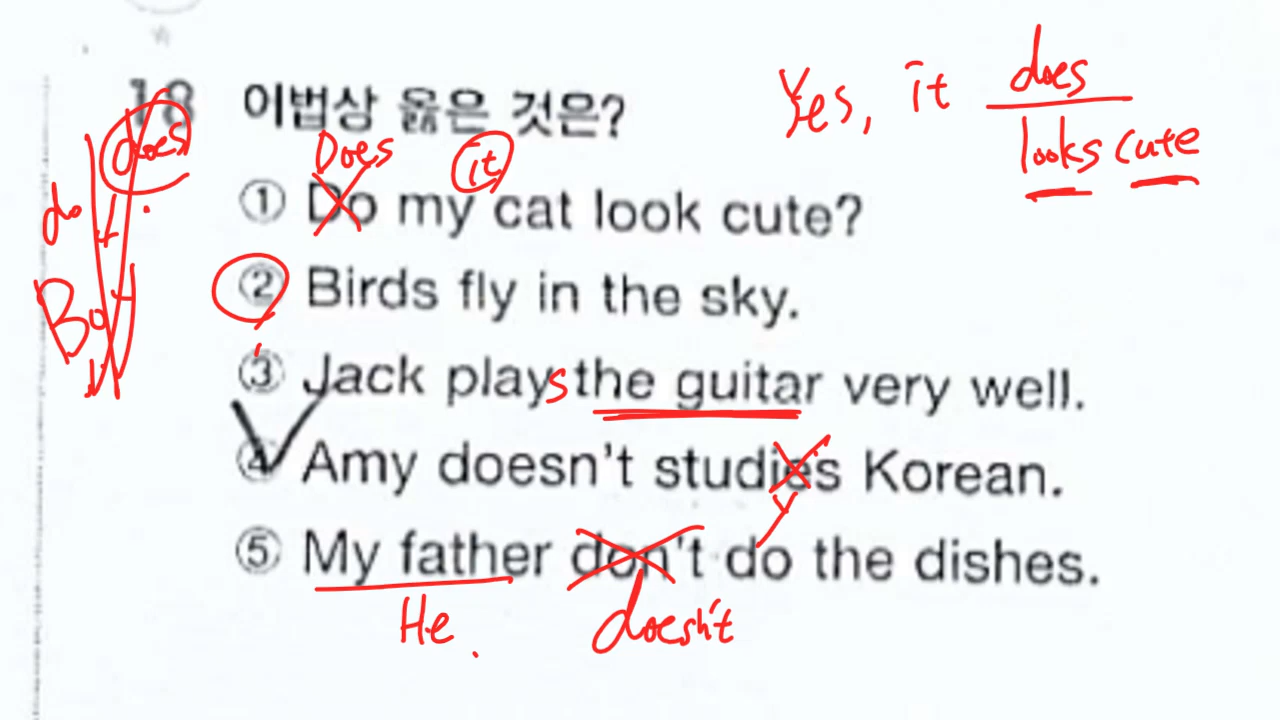 Yes, it does
looks cute
18 이법상 옳은 것은?
does
Does it
① Do my cat look cute?
do
② Birds fly in the sky.
③ Jack plays the guitar very well.
④ Amy doesn't studies Korean.
y
⑤ My father don't do the dishes.
He. doesn't